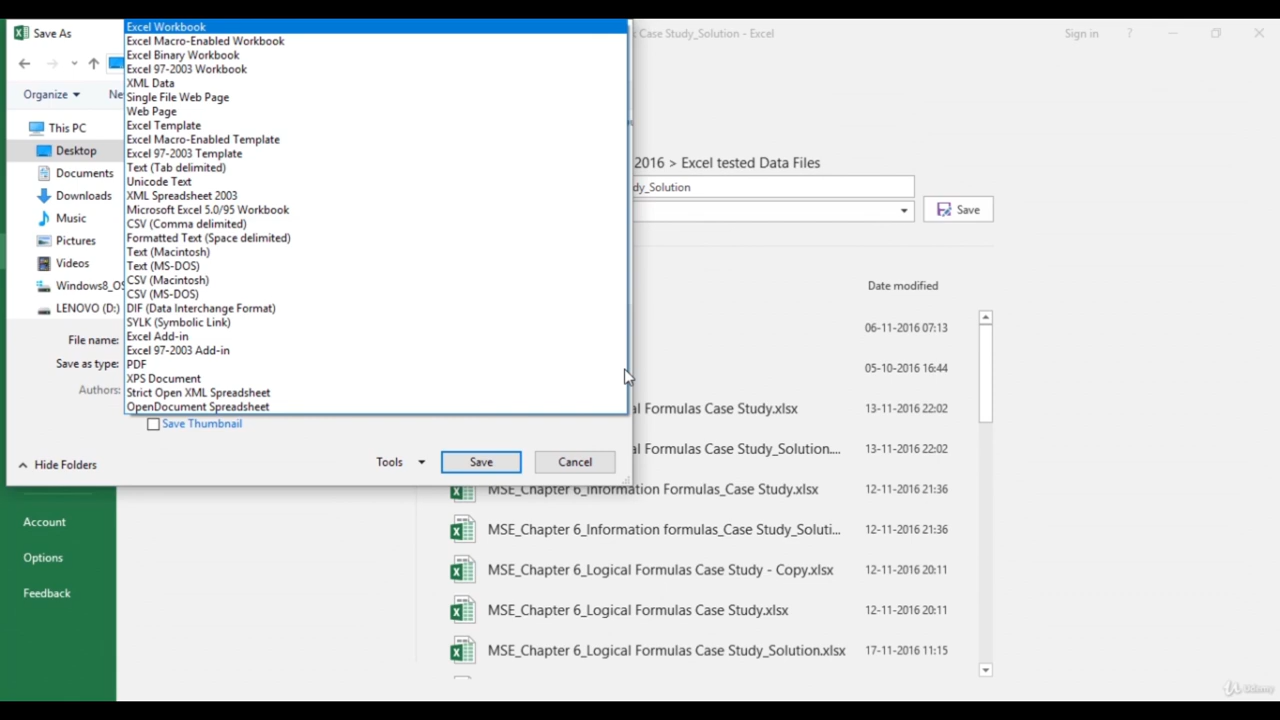 Save As
Excel Workbook
Excel Macro-Enabled Workbook
Excel Binary Workbook
Excel 97-2003 Workbook
XML Data
Single File Web Page
Web Page
Excel Template
Excel Macro-Enabled Template
Excel 97-2003 Template
Text (Tab delimited)
Unicode Text
XML Spreadsheet 2003
Microsoft Excel 5.0/95 Workbook
CSV (Comma delimited)
Formatted Text (Space delimited)
Text (Macintosh)
Text (MS-DOS)
CSV (Macintosh)
CSV (MS-DOS)
DIF (Data Interchange Format)
SYLK (Symbolic Link)
Excel Add-in
Excel 97-2003 Add-in
PDF
XPS Document
Strict Open XML Spreadsheet
OpenDocument Spreadsheet
Organize
Ne
This PC
Desktop
Documents
Downloads
Music
Pictures
Videos
Windows8_OS
LENOVO (D:)
File name:
Save as type:
Authors:
Save Thumbnail
Hide Folders
Tools
Save
Cancel
Account
Options
Feedback
Case Study_Solution - Excel
Sign in
?
2016 > Excel tested Data Files
dy_Solution
Save
Date modified
06-11-2016 07:13
05-10-2016 16:44
al Formulas Case Study.xlsx 13-11-2016 22:02
al Formulas Case Study_Solution.... 13-11-2016 22:02
MSE_Chapter 6_Information Formulas_Case Study.xlsx 12-11-2016 21:36
MSE_Chapter 6_Information formulas_Case Study_Soluti... 12-11-2016 21:36
MSE_Chapter 6_Logical Formulas Case Study - Copy.xlsx 12-11-2016 20:11
MSE_Chapter 6_Logical Formulas Case Study.xlsx 12-11-2016 20:11
MSE_Chapter 6_Logical Formulas Case Study_Solution.xlsx 17-11-2016 11:15
Udemy